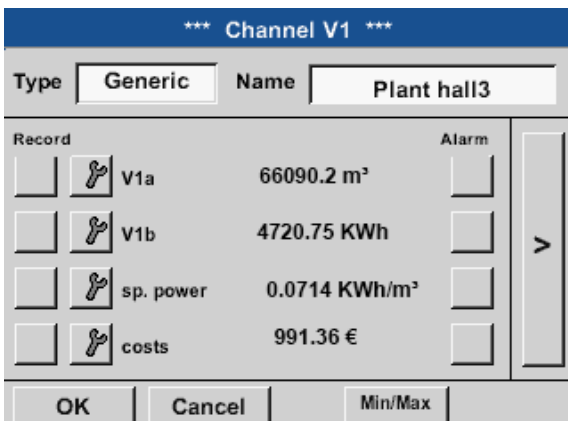 *** Channel V1 ***
Type Generic Name Plant hall3
Record Alarm
V1a 66090.2 m³
V1b 4720.75 KWh
>
sp. power 0.0714 KWh/m³
costs 991.36 €
OK Cancel Min/Max